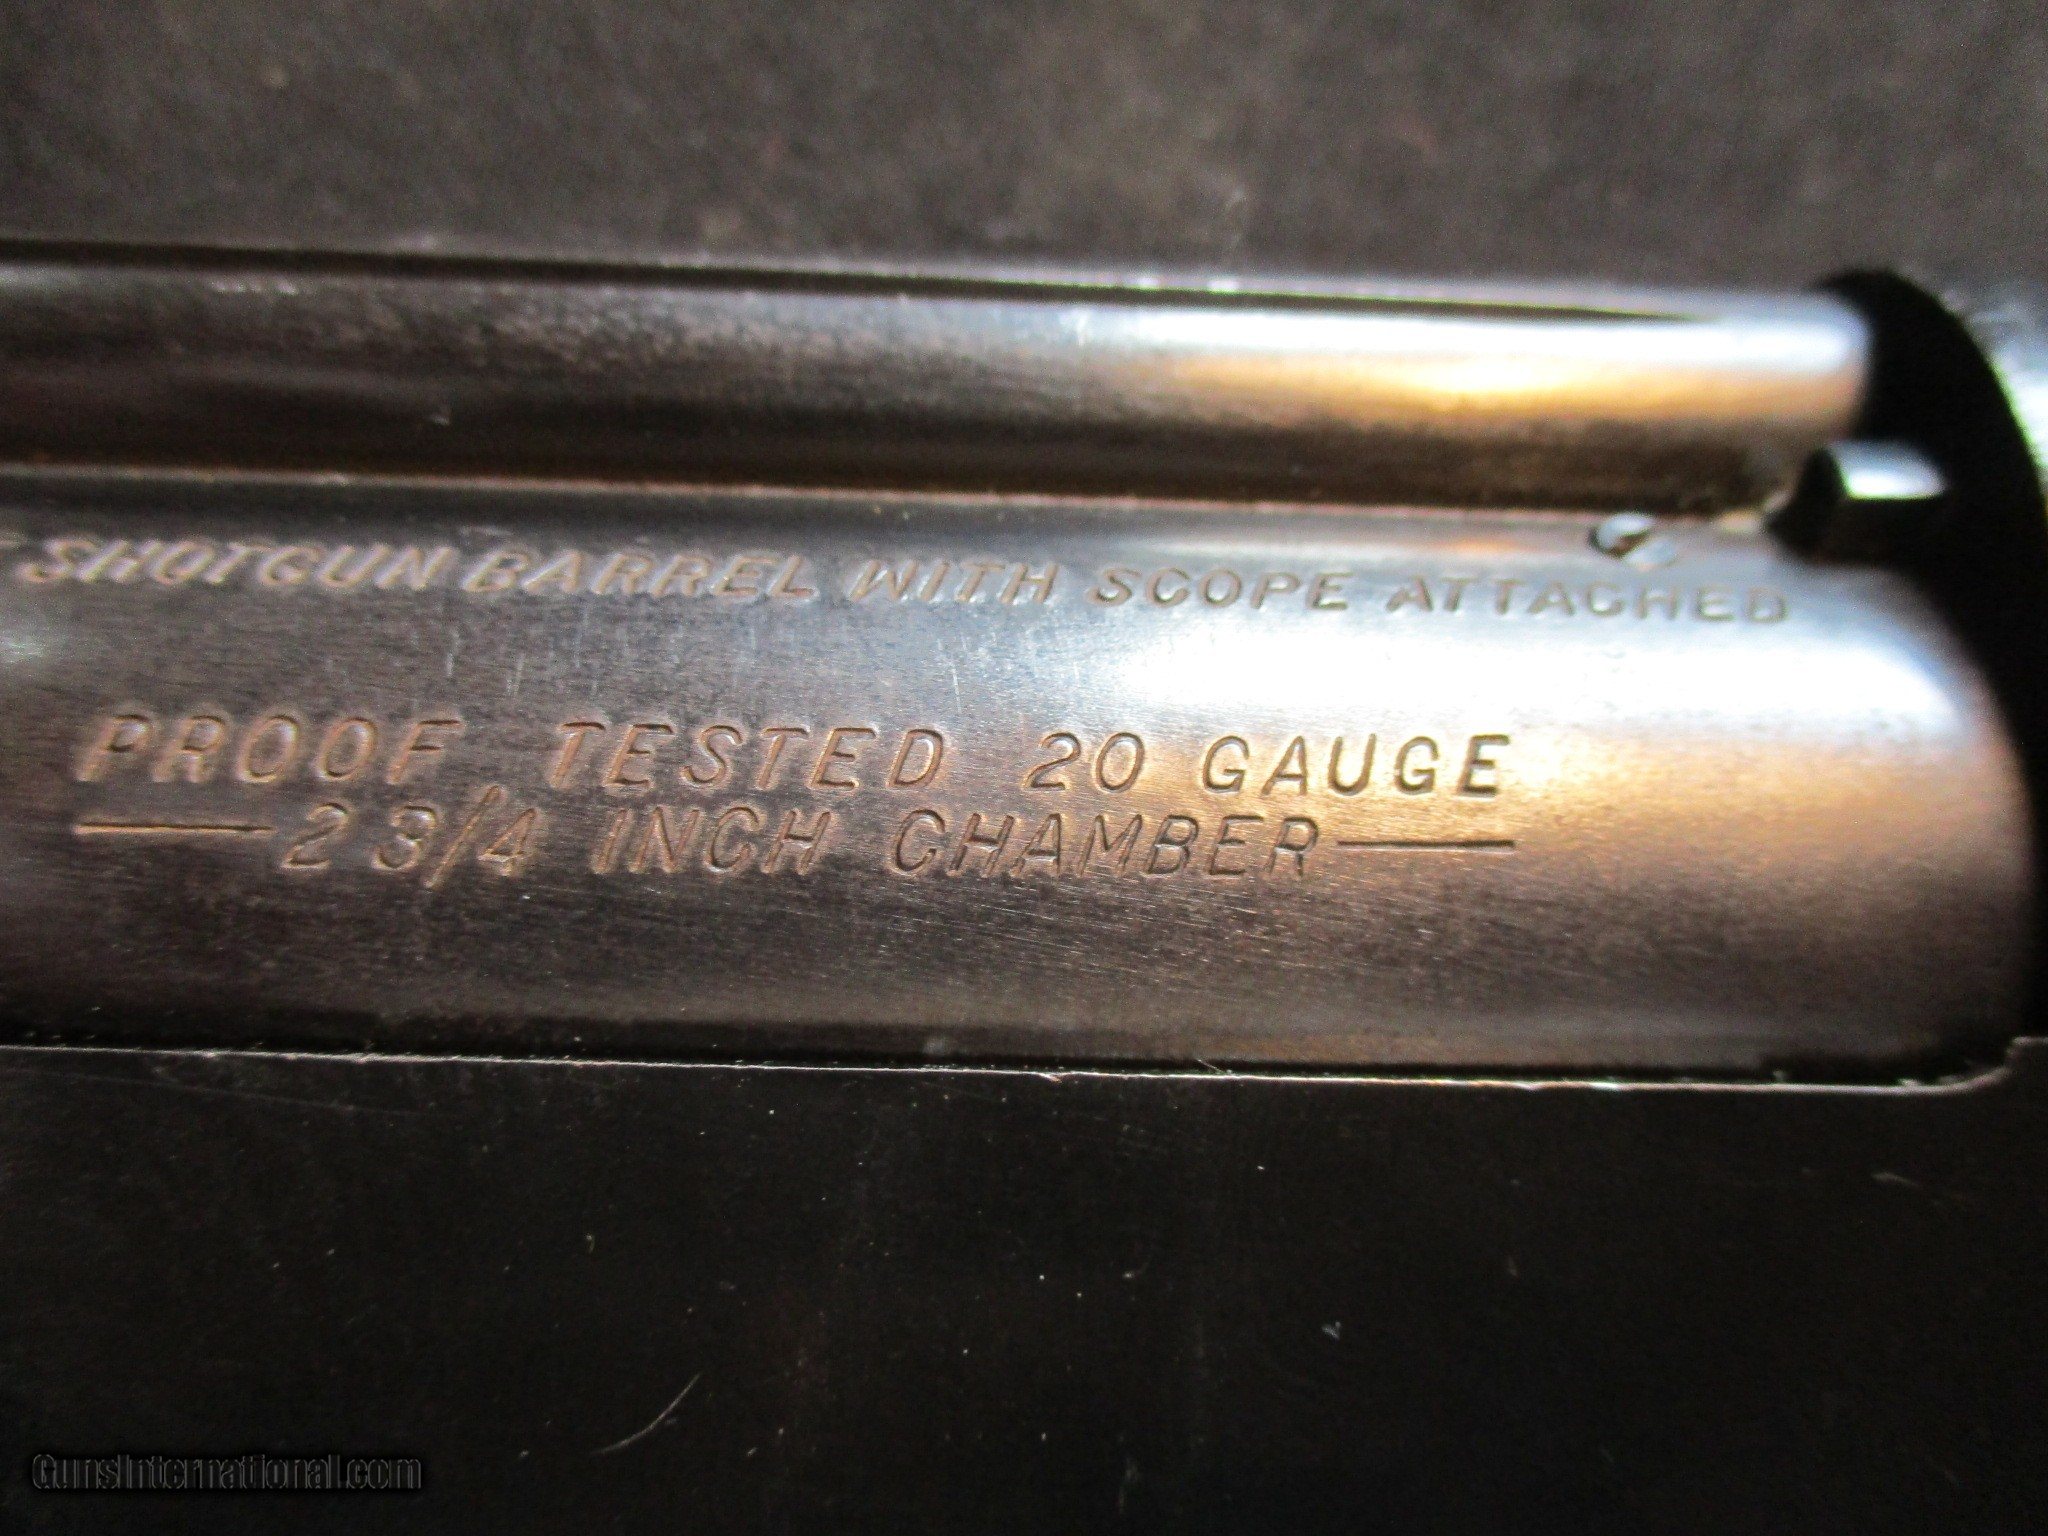 SHOTGUN BARREL WITH SCOPE ATTACHED
PROOF TESTED 20 GAUGE
—2 3/4 INCH CHAMBER—
GunsInternational.com